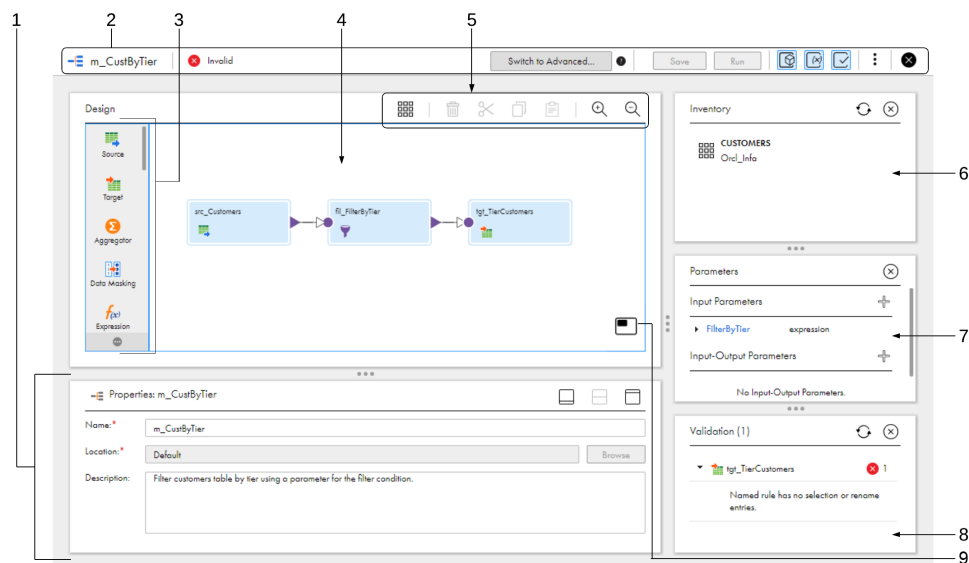 1 2 3 4 5
m_CustByTier Invalid Switch to Advanced... Save Run
Design
Source
Target
Aggregator
Data Masking
f(x)
Expression
src_Customers fil_FilterByTier tgt_TierCustomers
Inventory
CUSTOMERS
Orcl_Infa
6
Parameters
Input Parameters
FilterByTier expression
7
Input-Output Parameters
No Input-Output Parameters.
Properties: m_CustByTier
Name:* m_CustByTier
Location:* Default Browse
Description: Filter customers table by tier using a parameter for the filter condition.
Validation (1)
tgt_TierCustomers 1
Named rule has no selection or rename
entries.
8
9